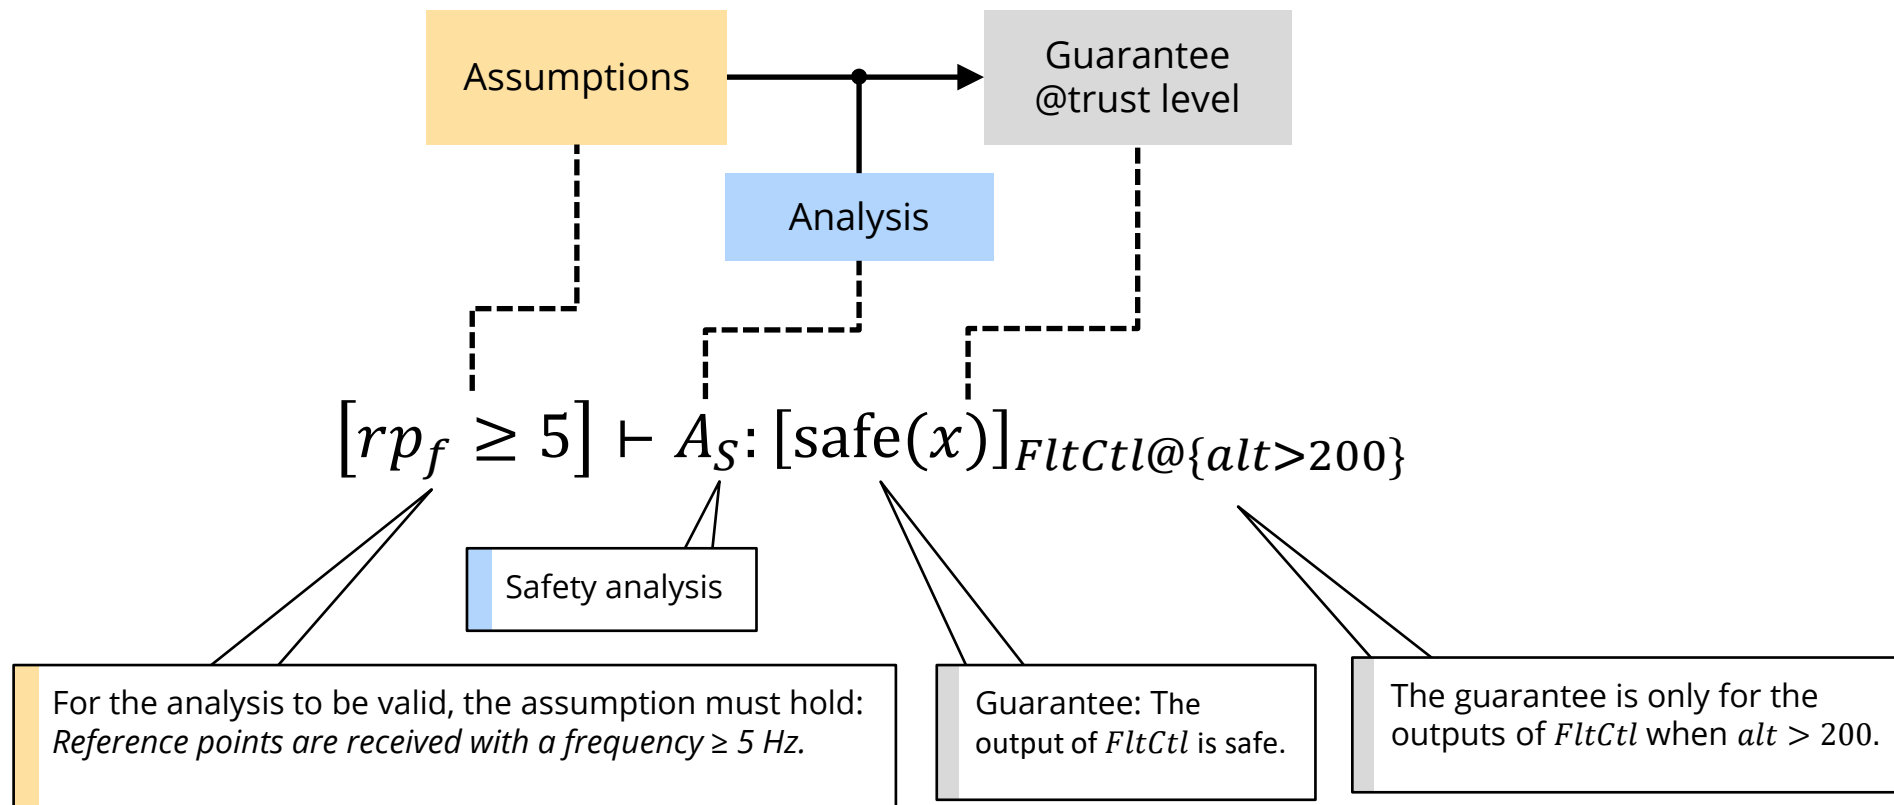 Assumptions
Guarantee
@trust level
Analysis
[rp_f ≥ 5] ⊢ A_S: [safe(x)]_FltCtl@{alt>200}
Safety analysis
For the analysis to be valid, the assumption must hold:
Reference points are received with a frequency ≥ 5 Hz.
Guarantee: The
output of FltCtl is safe.
The guarantee is only for the
outputs of FltCtl when alt > 200.